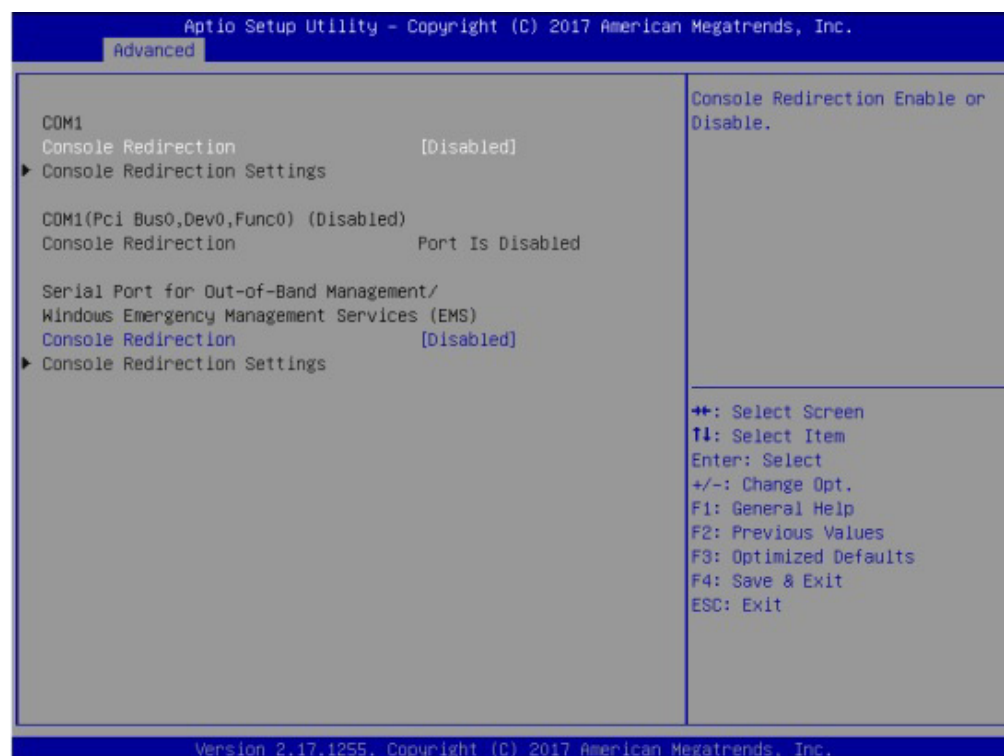 Aptio Setup Utility – Copyright (C) 2017 American Megatrends, Inc.
Advanced
COM1
Console Redirection [Disabled]
Console Redirection Settings
COM1(Pci Bus0,Dev0,Func0) (Disabled)
Console Redirection Port Is Disabled
Serial Port for Out-of-Band Management/
Windows Emergency Management Services (EMS)
Console Redirection [Disabled]
Console Redirection Settings
Console Redirection Enable or
Disable.
→←: Select Screen
↑↓: Select Item
Enter: Select
+/-: Change Opt.
F1: General Help
F2: Previous Values
F3: Optimized Defaults
F4: Save & Exit
ESC: Exit
Version 2.17.1255. Copyright (C) 2017 American Megatrends, Inc.